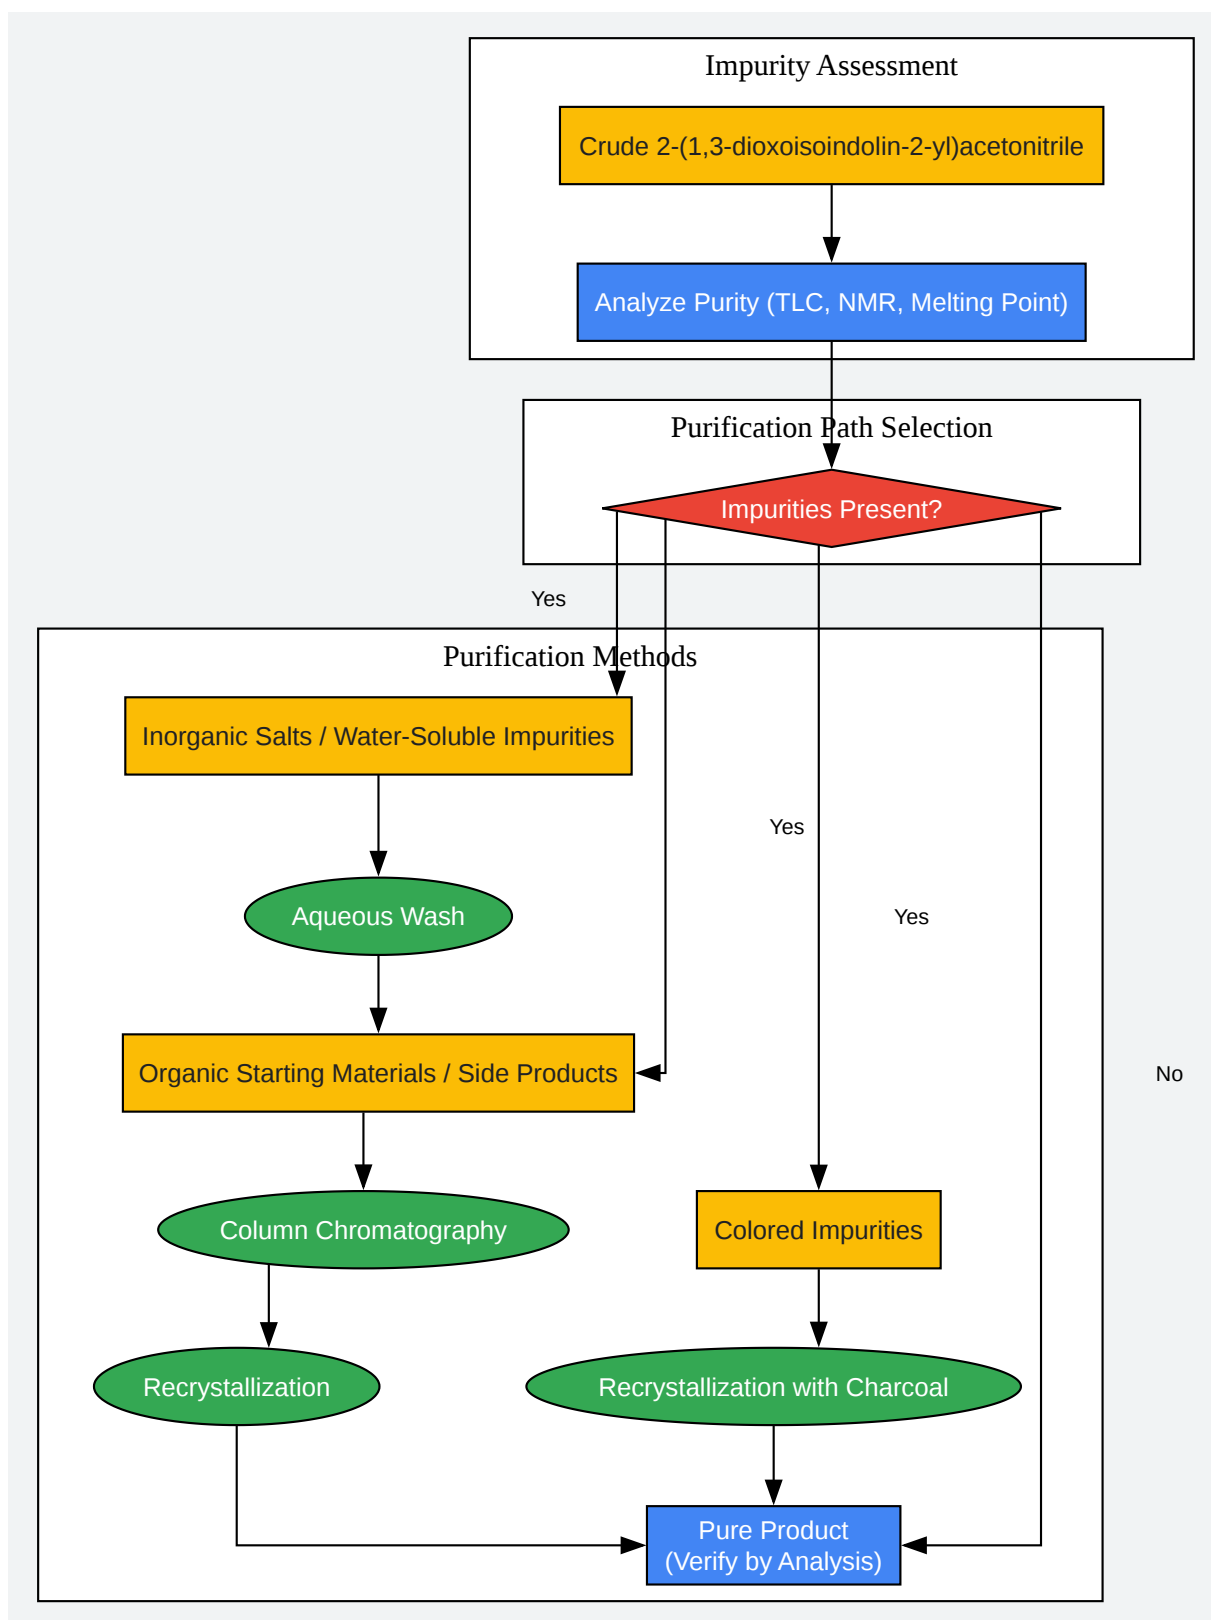 Impurity Assessment
Crude 2-(1,3-dioxoisoindolin-2-yl)acetonitrile
Analyze Purity (TLC, NMR, Melting Point)
Purification Path Selection
Impurities Present?
Yes
Purification Methods
Inorganic Salts / Water-Soluble Impurities
Yes
Aqueous Wash
Yes
Organic Starting Materials / Side Products
No
Column Chromatography
Colored Impurities
Recrystallization
Recrystallization with Charcoal
Pure Product
(Verify by Analysis)